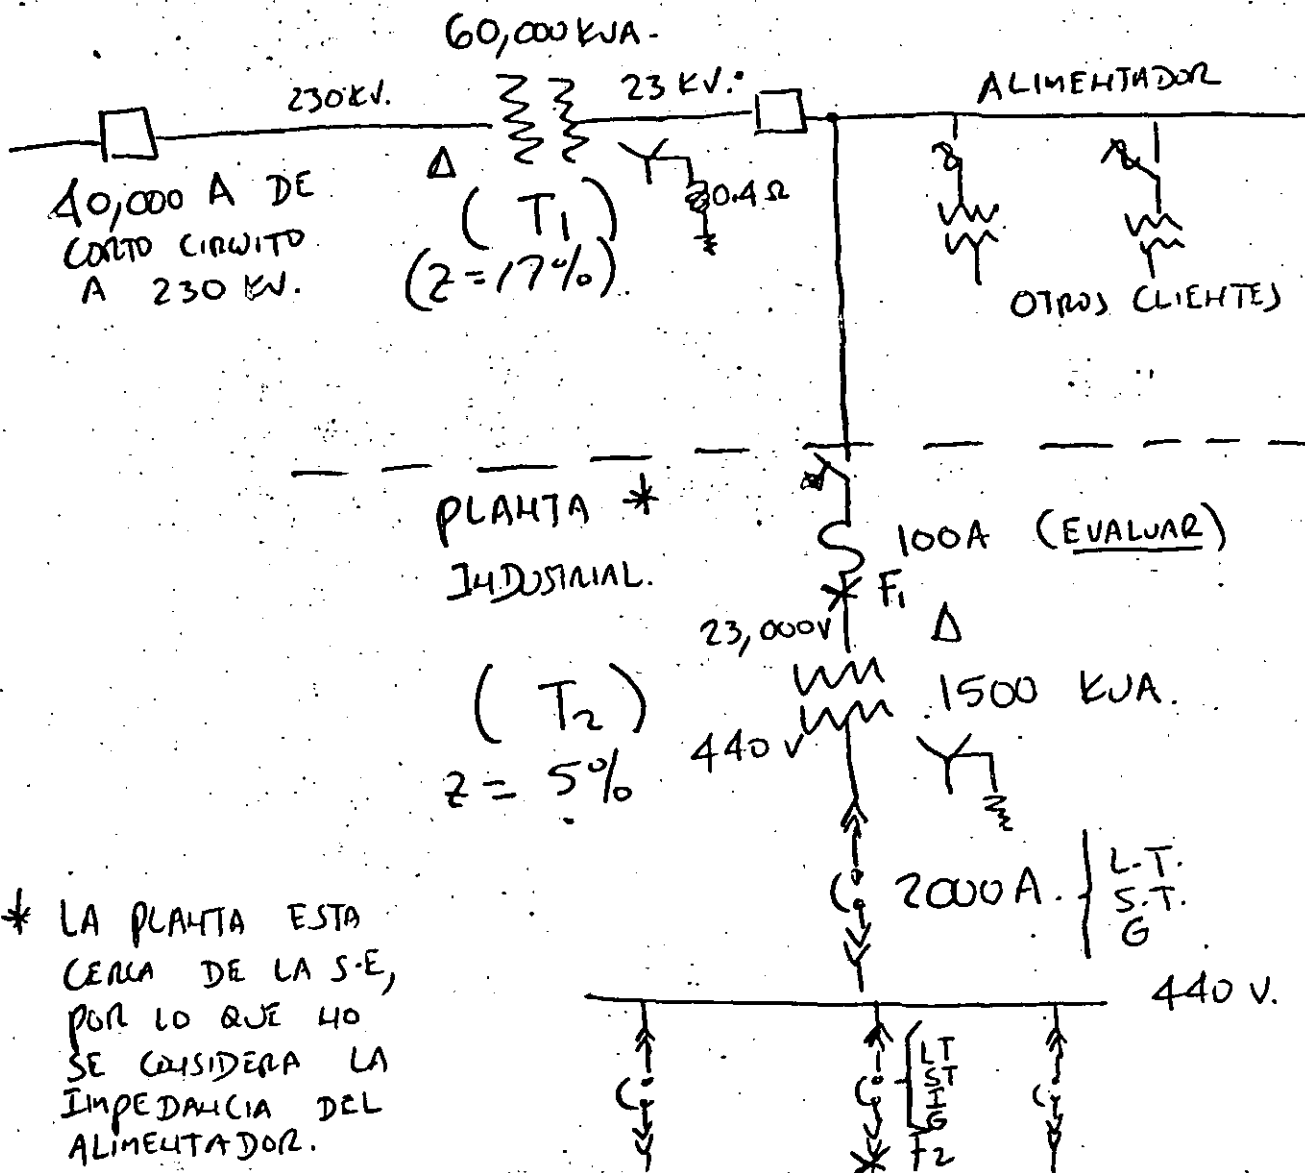 60,000 KVA.
230 KV.
23 KV.
ALIMENTADOR
Δ
0.4 Ω
40,000 A DE
CORTO CIRCUITO
A 230 KV.
(T1)
(Z=17%).
OTROS CLIENTES
PLANTA *
INDUSTRIAL.
100A (EVALUAR)
F1
23,000V
Δ
(T2)
Z = 5%
1500 KVA.
440 V
2000A.
L.T.
S.T.
G
440 V.
* LA PLANTA ESTA
CERCA DE LA S.E,
POR LO QUE NO
SE CONSIDERA LA
IMPEDANCIA DEL
ALIMENTADOR.
LT
ST
I
G
F2